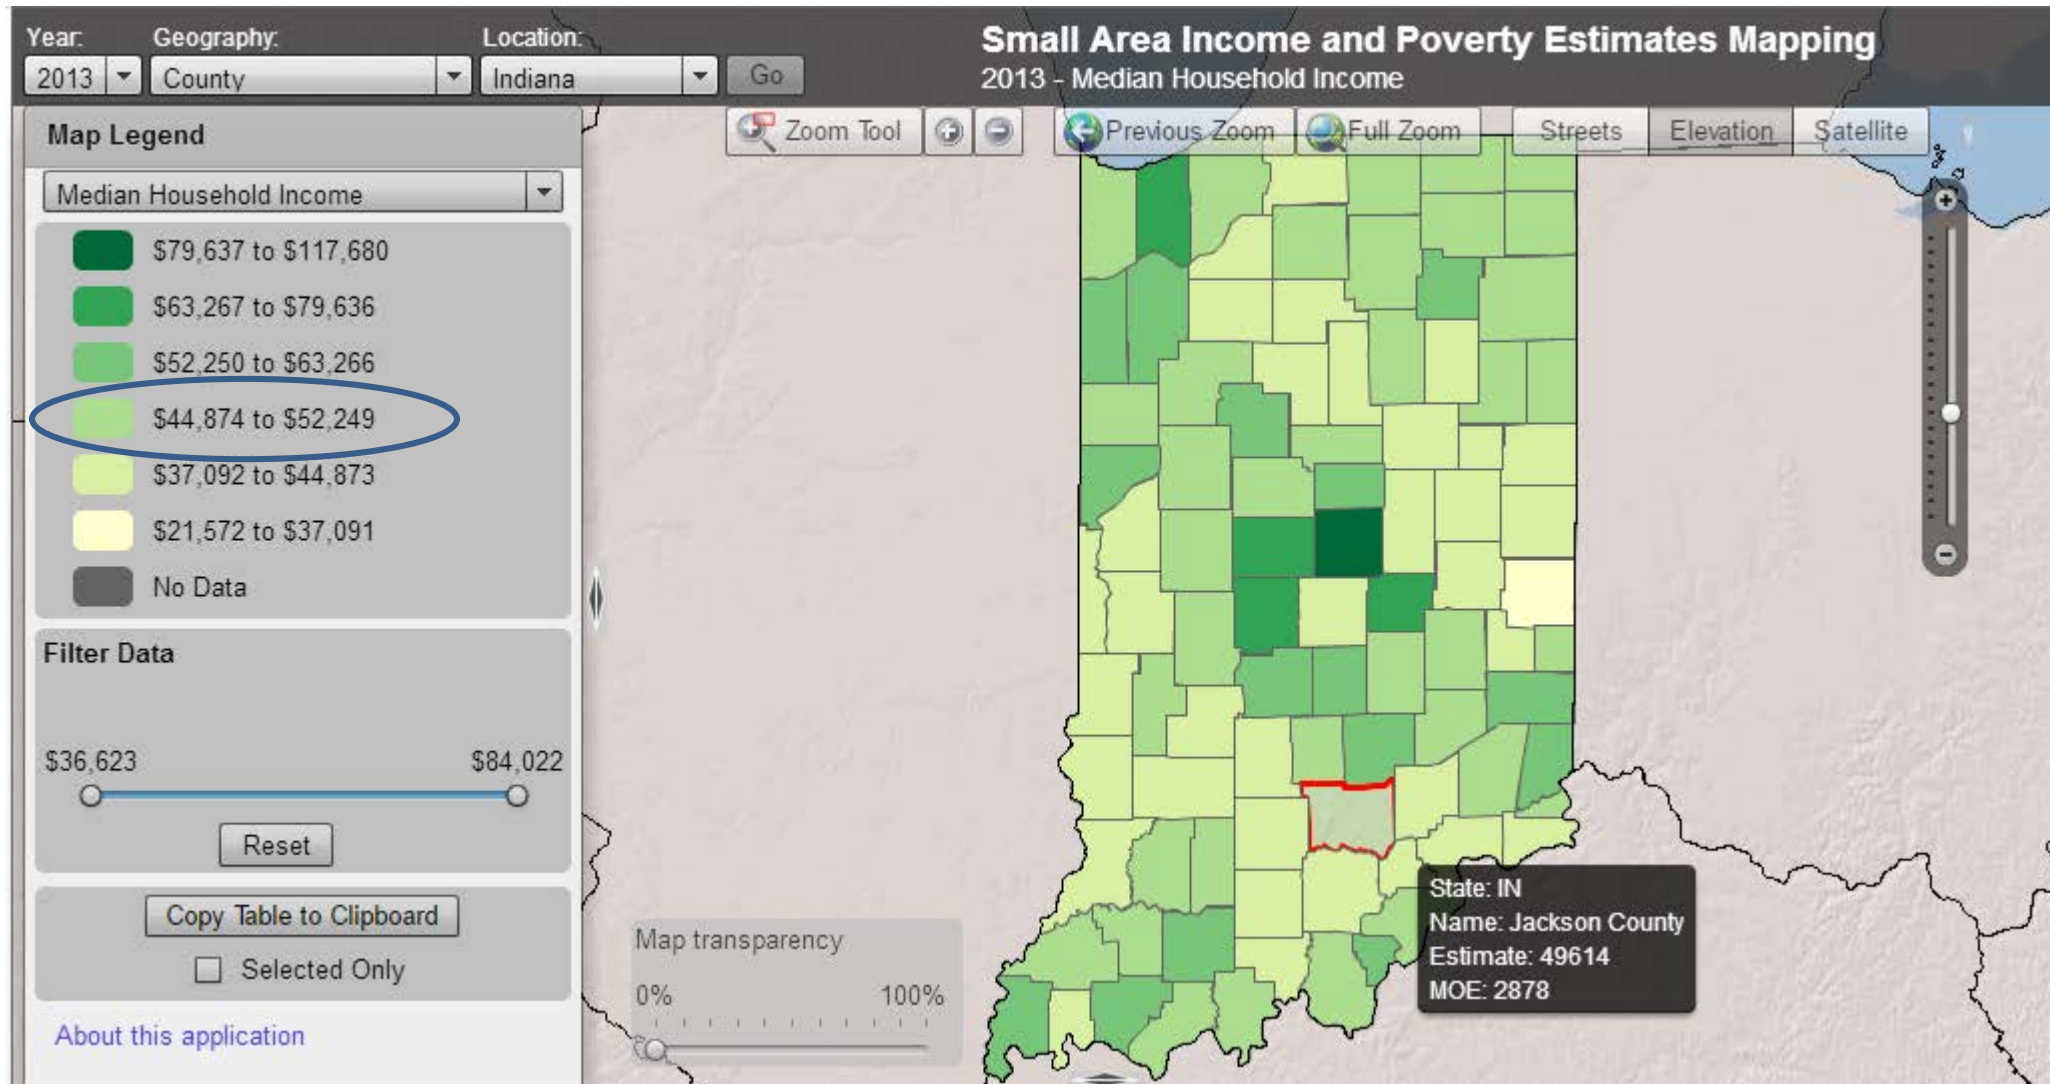 Year: Geography: Location:
2013 County Indiana Go
Small Area Income and Poverty Estimates Mapping
2013 - Median Household Income
Zoom Tool Previous Zoom Full Zoom Streets Elevation Satellite
Map Legend
Median Household Income
$79,637 to $117,680
$63,267 to $79,636
$52,250 to $63,266
$44,874 to $52,249
$37,092 to $44,873
$21,572 to $37,091
No Data
Filter Data
$36,623 $84,022
Reset
Copy Table to Clipboard
Selected Only
About this application
Map transparency
0% 100%
State: IN
Name: Jackson County
Estimate: 49614
MOE: 2878